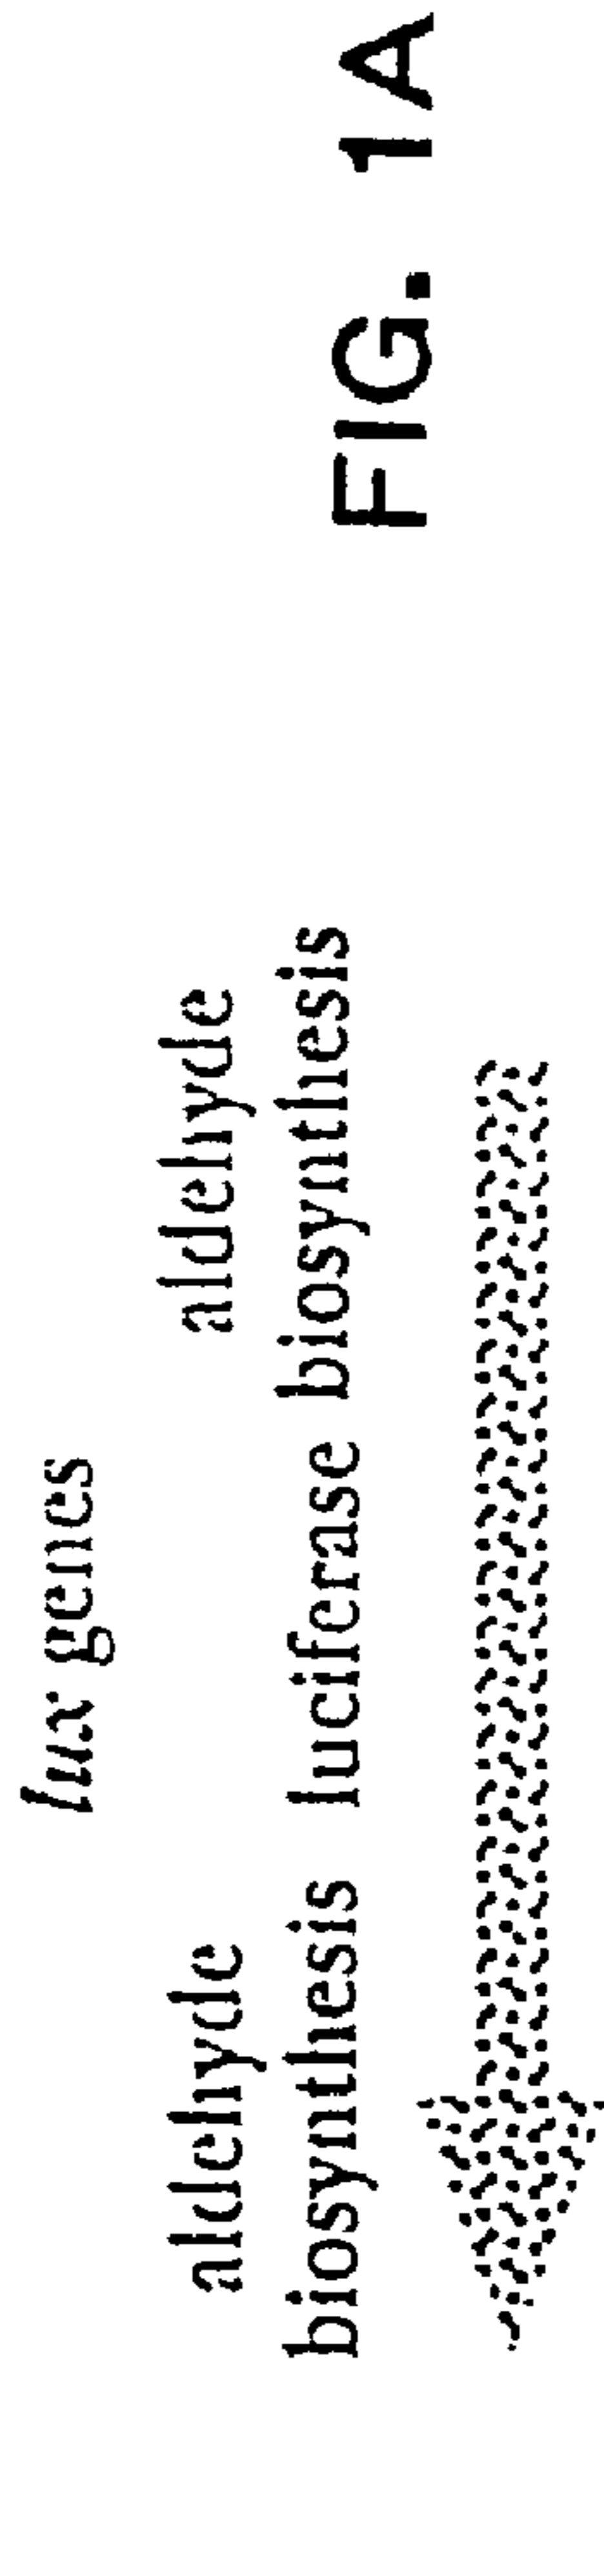 lux genes
aldehyde
biosynthesis
luciferase
aldehyde
biosynthesis
FIG. 1A